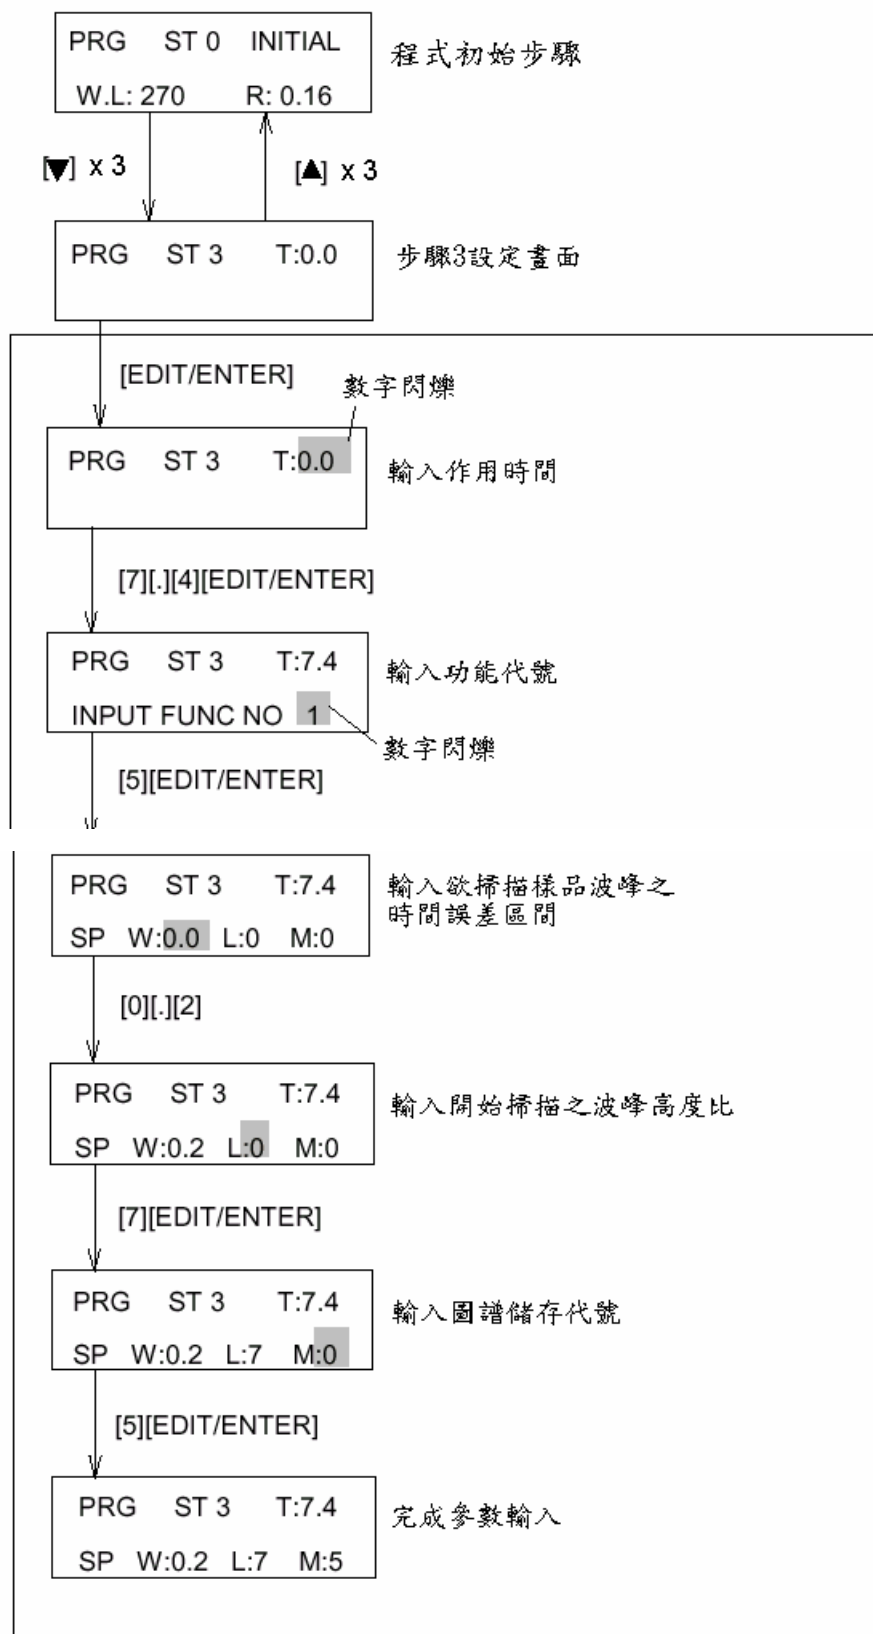 PRG ST 0 INITIAL
程式初始步驟
W.L: 270 R: 0.16
[▼] x 3
[▲] x 3
PRG ST 3 T:0.0
步驟3設定畫面
[EDIT/ENTER]
數字閃爍
PRG ST 3 T:0.0
輸入作用時間
[7][.][4][EDIT/ENTER]
PRG ST 3 T:7.4
輸入功能代號
INPUT FUNC NO 1
數字閃爍
[5][EDIT/ENTER]
PRG ST 3 T:7.4
輸入欲掃描樣品波峰之
時間誤差區間
SP W:0.0 L:0 M:0
[0][.][2]
PRG ST 3 T:7.4
輸入開始掃描之波峰高度比
SP W:0.2 L:0 M:0
[7][EDIT/ENTER]
PRG ST 3 T:7.4
輸入圖譜儲存代號
SP W:0.2 L:7 M:0
[5][EDIT/ENTER]
PRG ST 3 T:7.4
完成參數輸入
SP W:0.2 L:7 M:5